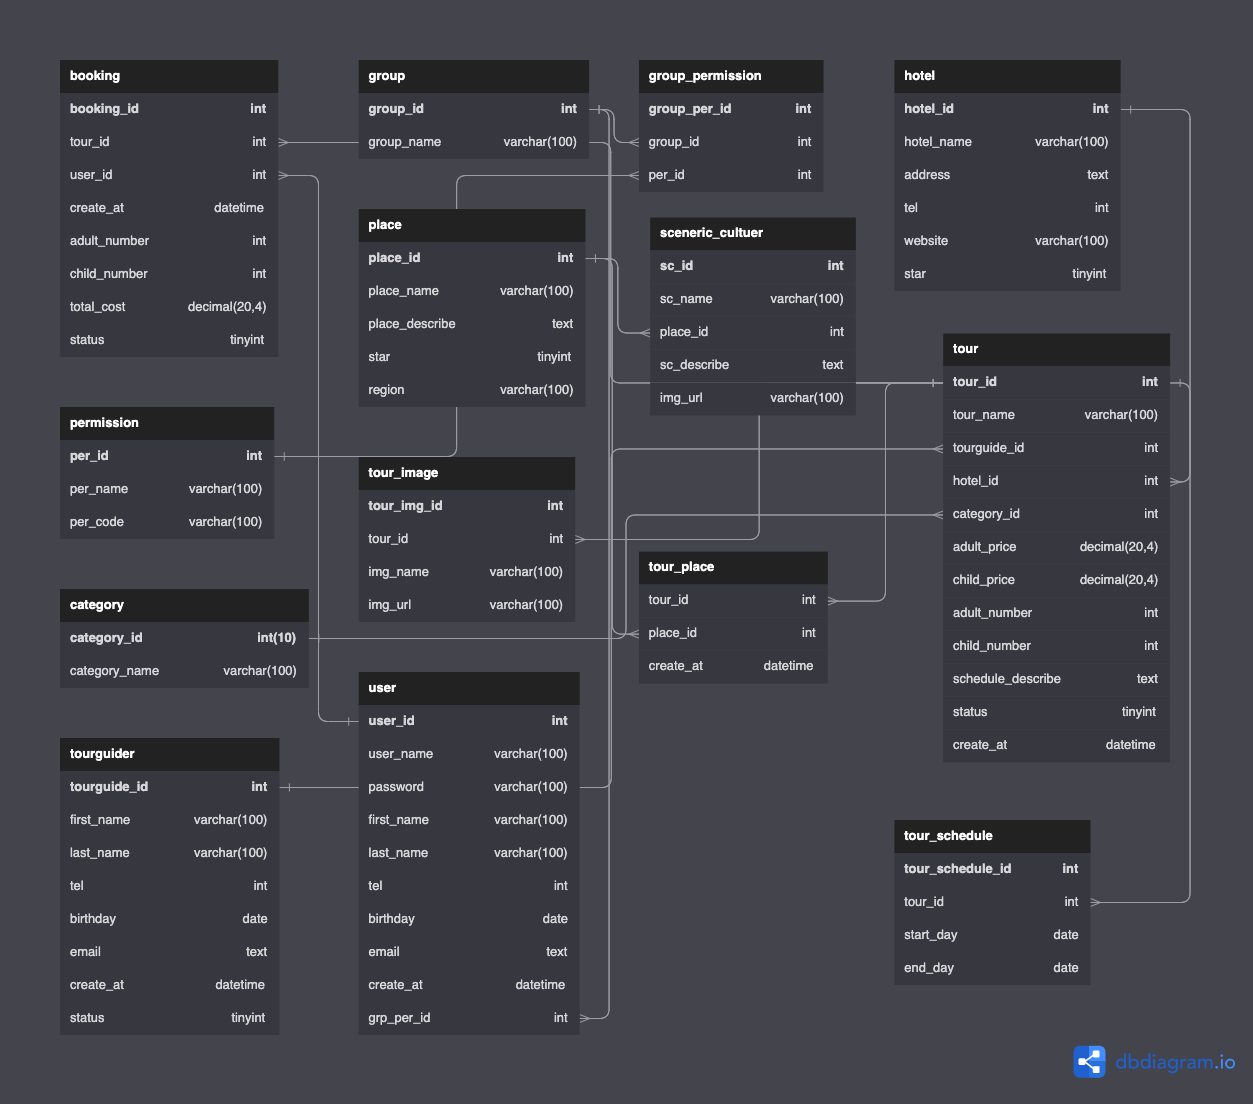 booking
booking_id int
tour_id int
user_id int
create_at datetime
adult_number int
child_number int
total_cost decimal(20,4)
status tinyint
group
group_id int
group_name varchar(100)
group_permission
group_per_id int
group_id int
per_id int
hotel
hotel_id int
hotel_name varchar(100)
address text
tel int
website varchar(100)
star tinyint
place
place_id int
place_name varchar(100)
place_describe text
star tinyint
region varchar(100)
sceneric_cultuer
sc_id int
sc_name varchar(100)
place_id int
sc_describe text
img_url varchar(100)
tour
tour_id int
tour_name varchar(100)
tourguide_id int
hotel_id int
category_id int
adult_price decimal(20,4)
child_price decimal(20,4)
adult_number int
child_number int
schedule_describe text
status tinyint
create_at datetime
permission
per_id int
per_name varchar(100)
per_code varchar(100)
tour_image
tour_img_id int
tour_id int
img_name varchar(100)
img_url varchar(100)
tour_place
tour_id int
place_id int
create_at datetime
category
category_id int(10)
category_name varchar(100)
user
user_id int
user_name varchar(100)
password varchar(100)
first_name varchar(100)
last_name varchar(100)
tel int
birthday date
email text
create_at datetime
grp_per_id int
tourguider
tourguide_id int
first_name varchar(100)
last_name varchar(100)
tel int
birthday date
email text
create_at datetime
status tinyint
tour_schedule
tour_schedule_id int
tour_id int
start_day date
end_day date
dbdiagram.io